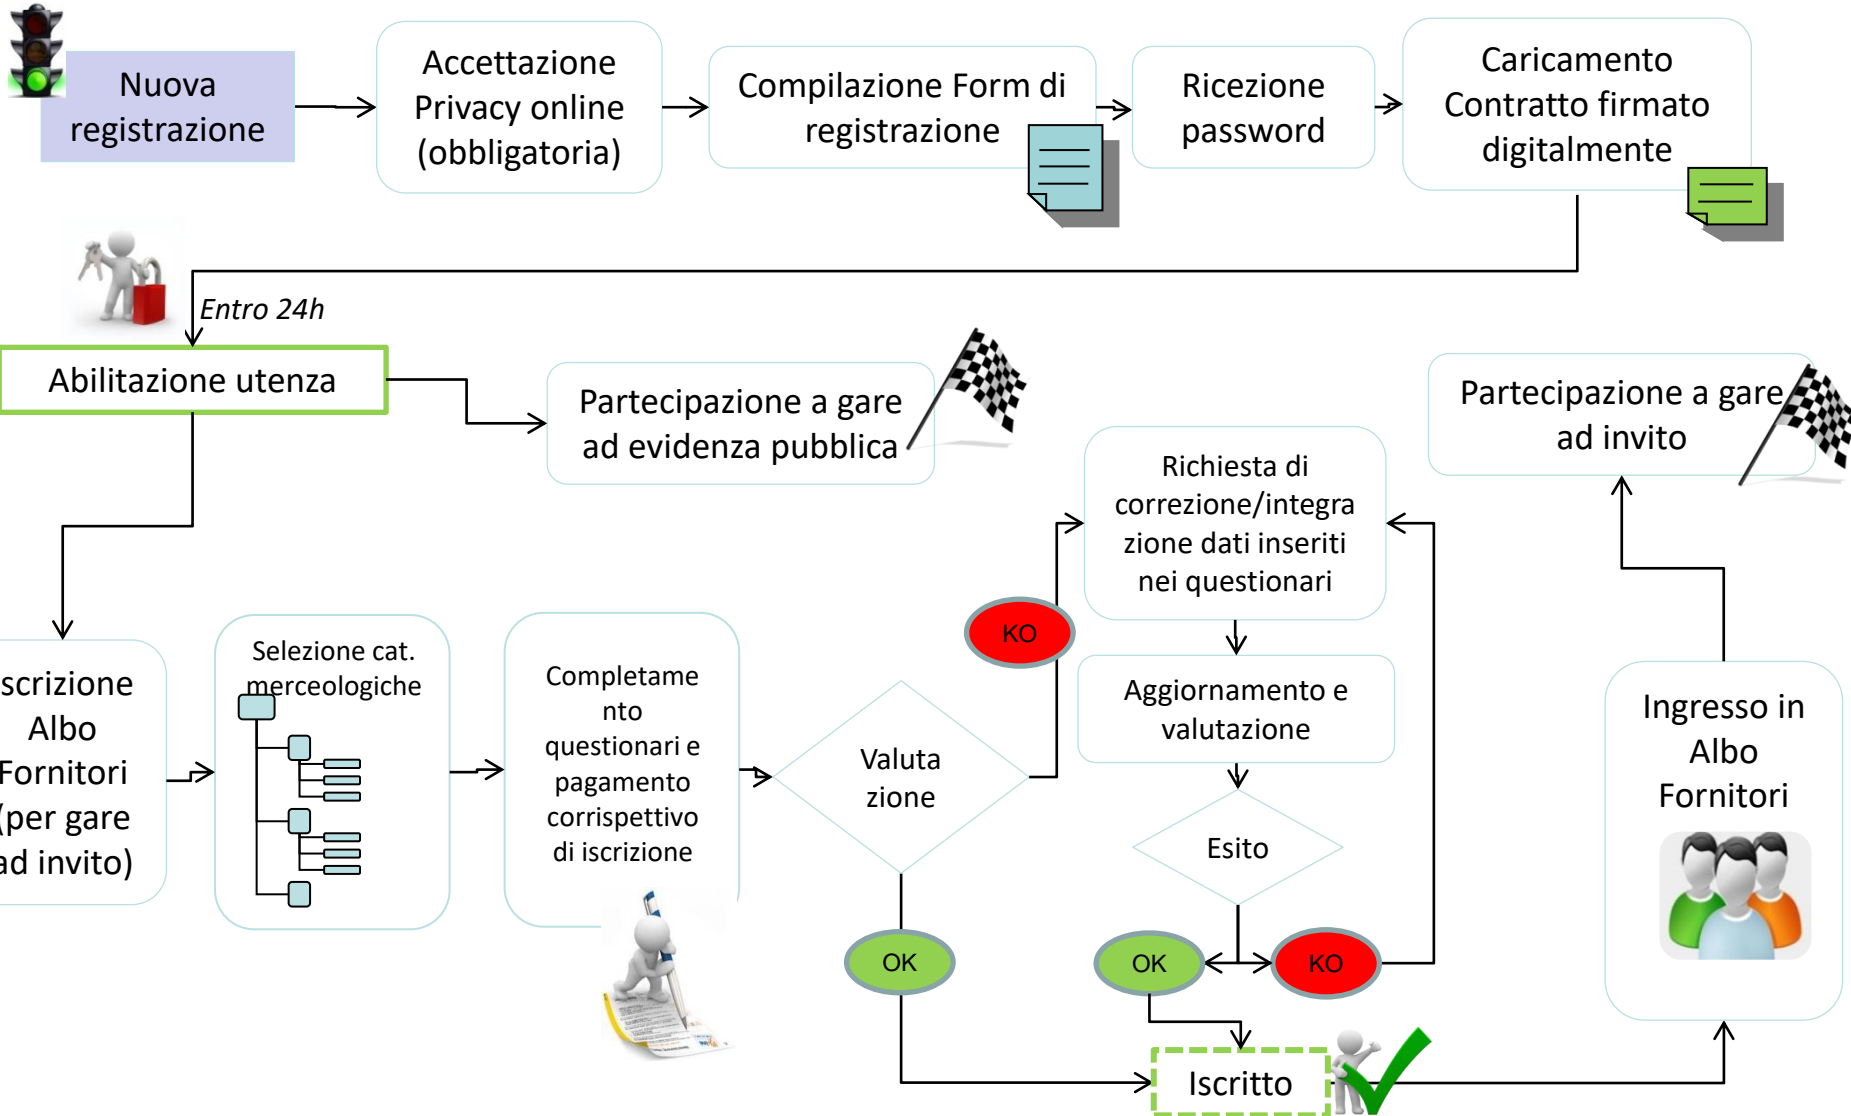 Nuova
registrazione
Accettazione
Privacy online
(obbligatoria)
Compilazione Form di
registrazione
Ricezione
password
Caricamento
Contratto firmato
digitalmente
Entro 24h
Abilitazione utenza
Partecipazione a gare
ad evidenza pubblica
Partecipazione a gare
ad invito
Richiesta di
correzione/integra
zione dati inseriti
nei questionari
KO
scrizione
Albo
Fornitori
(per gare
ad invito)
Selezione cat.
merceologiche
Completame
nto
questionari e
pagamento
corrispettivo
di iscrizione
Valuta
zione
Aggiornamento e
valutazione
Esito
OK
OK
KO
Iscritto
Ingresso in
Albo
Fornitori